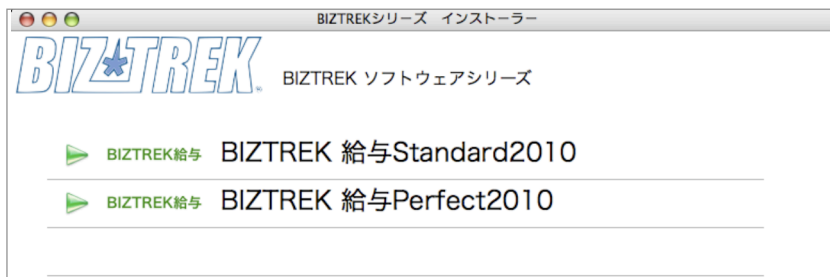 BIZTREKシリーズ インストーラー
BIZTREK
BIZTREK ソフトウェアシリーズ
BIZTREK給与 BIZTREK 給与Standard2010
BIZTREK給与 BIZTREK 給与Perfect2010